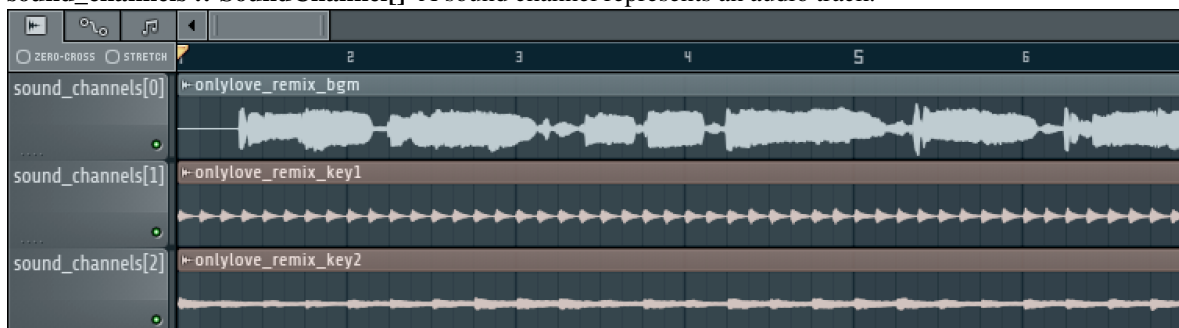 sound_channels :: SoundChannel[] A sound channel represents an audio track.
ZERO-CROSS STRETCH
2 3 4 5 6
sound_channels[0] onlylove_remix_bgm
sound_channels[1] onlylove_remix_key1
sound_channels[2] onlylove_remix_key2